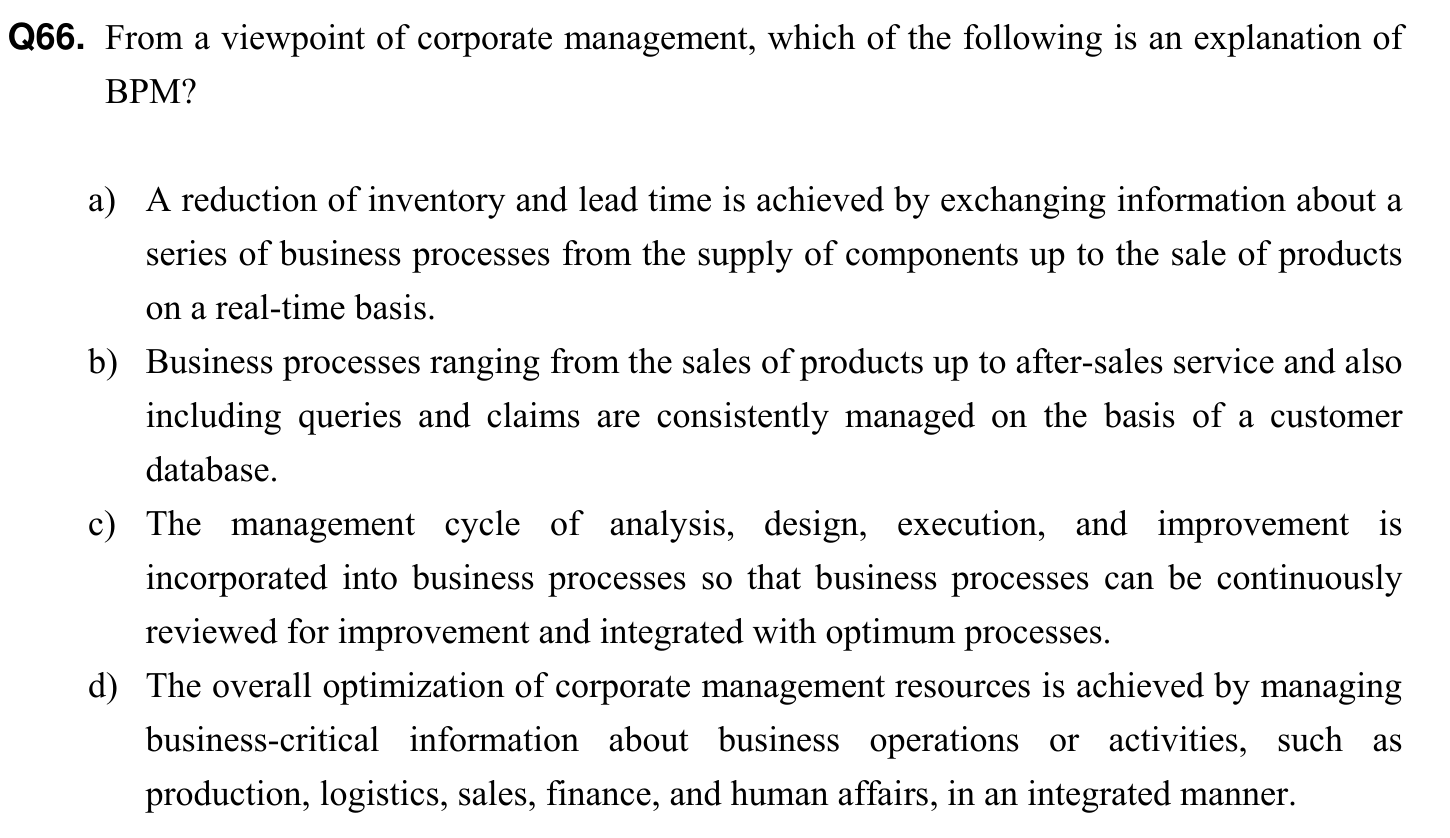 Q66. From a viewpoint of corporate management, which of the following is an explanation of
BPM?
a) A reduction of inventory and lead time is achieved by exchanging information about a
series of business processes from the supply of components up to the sale of products
on a real-time basis.
b) Business processes ranging from the sales of products up to after-sales service and also
including queries and claims are consistently managed on the basis of a customer
database.
c) The management cycle of analysis, design, execution, and improvement is
incorporated into business processes so that business processes can be continuously
reviewed for improvement and integrated with optimum processes.
d) The overall optimization of corporate management resources is achieved by managing
business-critical information about business operations or activities, such as
production, logistics, sales, finance, and human affairs, in an integrated manner.